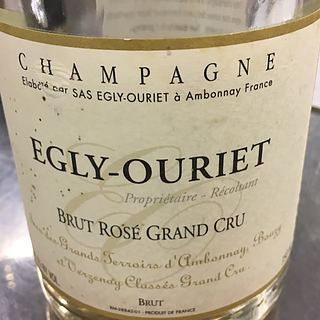 CHAMPAGNE
Elaboré par SAS EGLY-OURIET à Ambonnay France
EGLY-OURIET
Propriétaire - Récoltant
BRUT ROSÉ GRAND CRU
Grands Terroirs d'Ambonnay, Bouzy
d'Verzenay Classés Grand Cru
BRUT
PRODUIT DE FRANCE